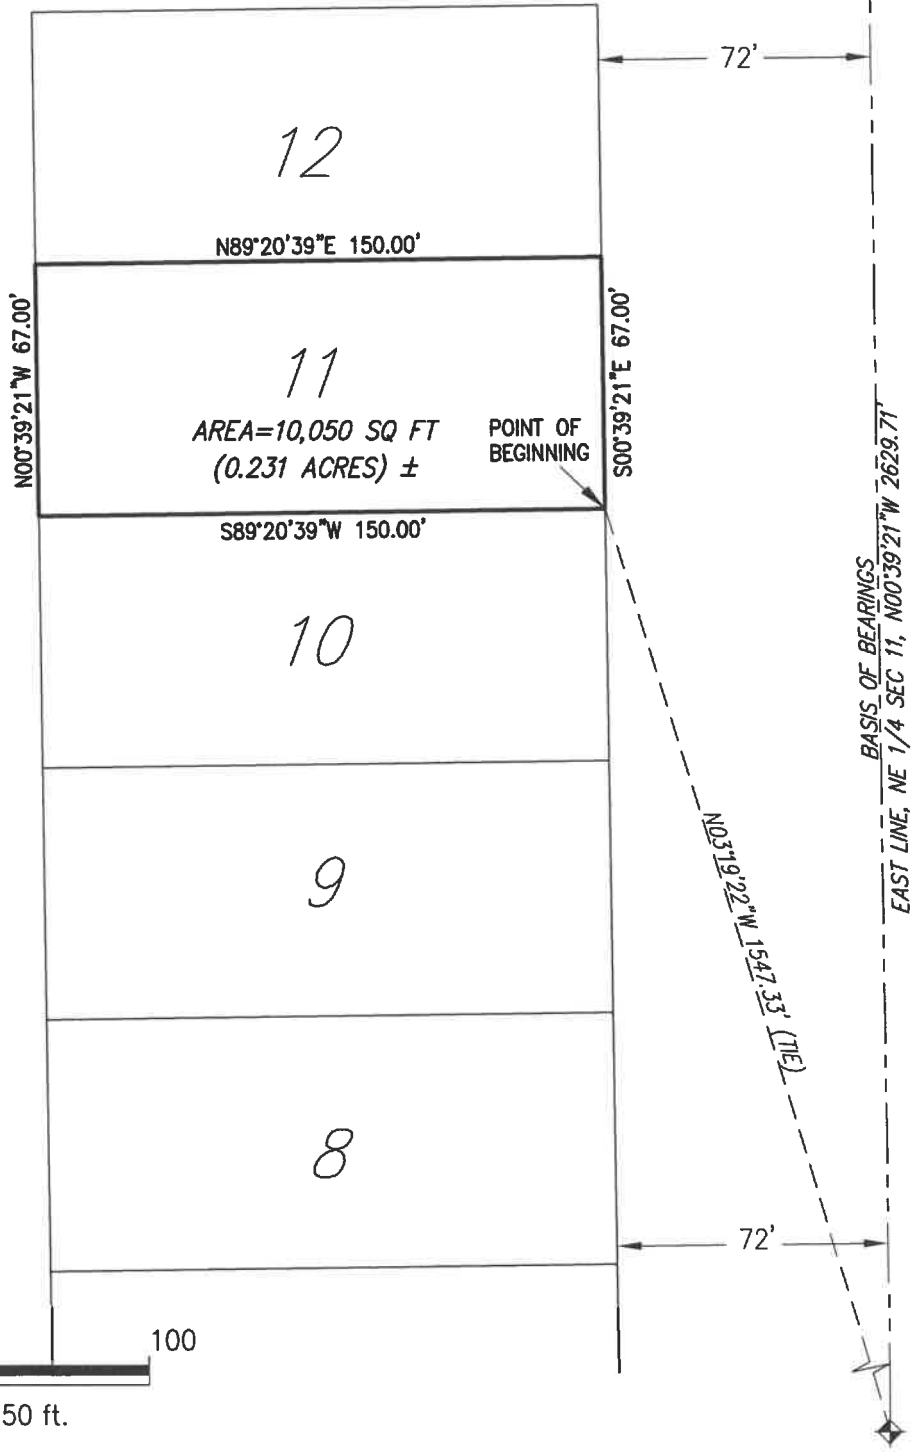 72'
12
N89°20'39"E 150.00'
N00°39'21"W 67.00'
11
AREA=10,050 SQ FT
(0.231 ACRES) ±
POINT OF
BEGINNING
S00°39'21"E 67.00'
S89°20'39"W 150.00'
BASIS OF BEARINGS
EAST LINE, NE 1/4 SEC 11, N00°39'21"W 2629.71'
10
N03°19'22"W 1547.33' (TIE)
9
8
72'
100
50 ft.